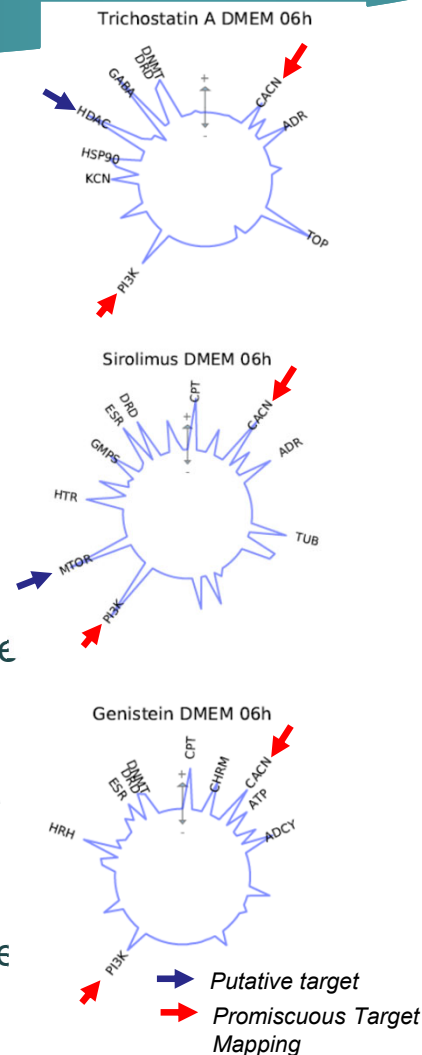 Trichostatin A DMEM 06h
DNMT
DRD
GABA
HDAC
HSP90
KCN
PI3K
+
-
CACN
ADR
TOP
Sirolimus DMEM 06h
CPT
DRD
ESR
GMPS
HTR
MTOR
PI3K
+
-
CACN
ADR
TUB
Genistein DMEM 06h
CPT
DNMT
DRD
ESR
HRH
PI3K
+
-
CHRM
CACN
ATP
ADCY
Putative target
Promiscuous Target
Mapping